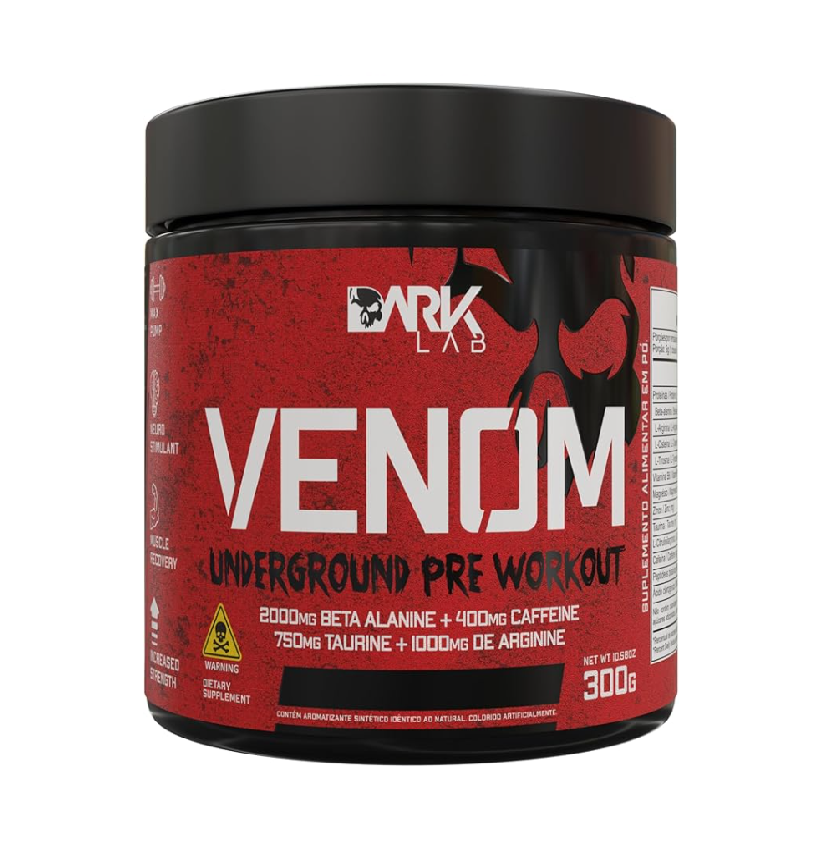 DARK
LAB
VENOM
UNDERGROUND PRE WORKOUT
2000MG BETA ALANINE + 400MG CAFFEINE
750MG TAURINE + 1000MG DE ARGININE
WARNING
DIETARY
SUPPLEMENT
NET WT 10.58OZ
300G
CONTÉM AROMATIZANTE SINTÉTICO IDÊNTICO AO NATURAL. COLORIDO ARTIFICIALMENTE.
MAX
PUMP
NEURO
STIMULANT
MUSCLE
RECOVERY
INCREASED
STRENGTH
SUPLEMENTO ALIMENTAR EM PÓ.